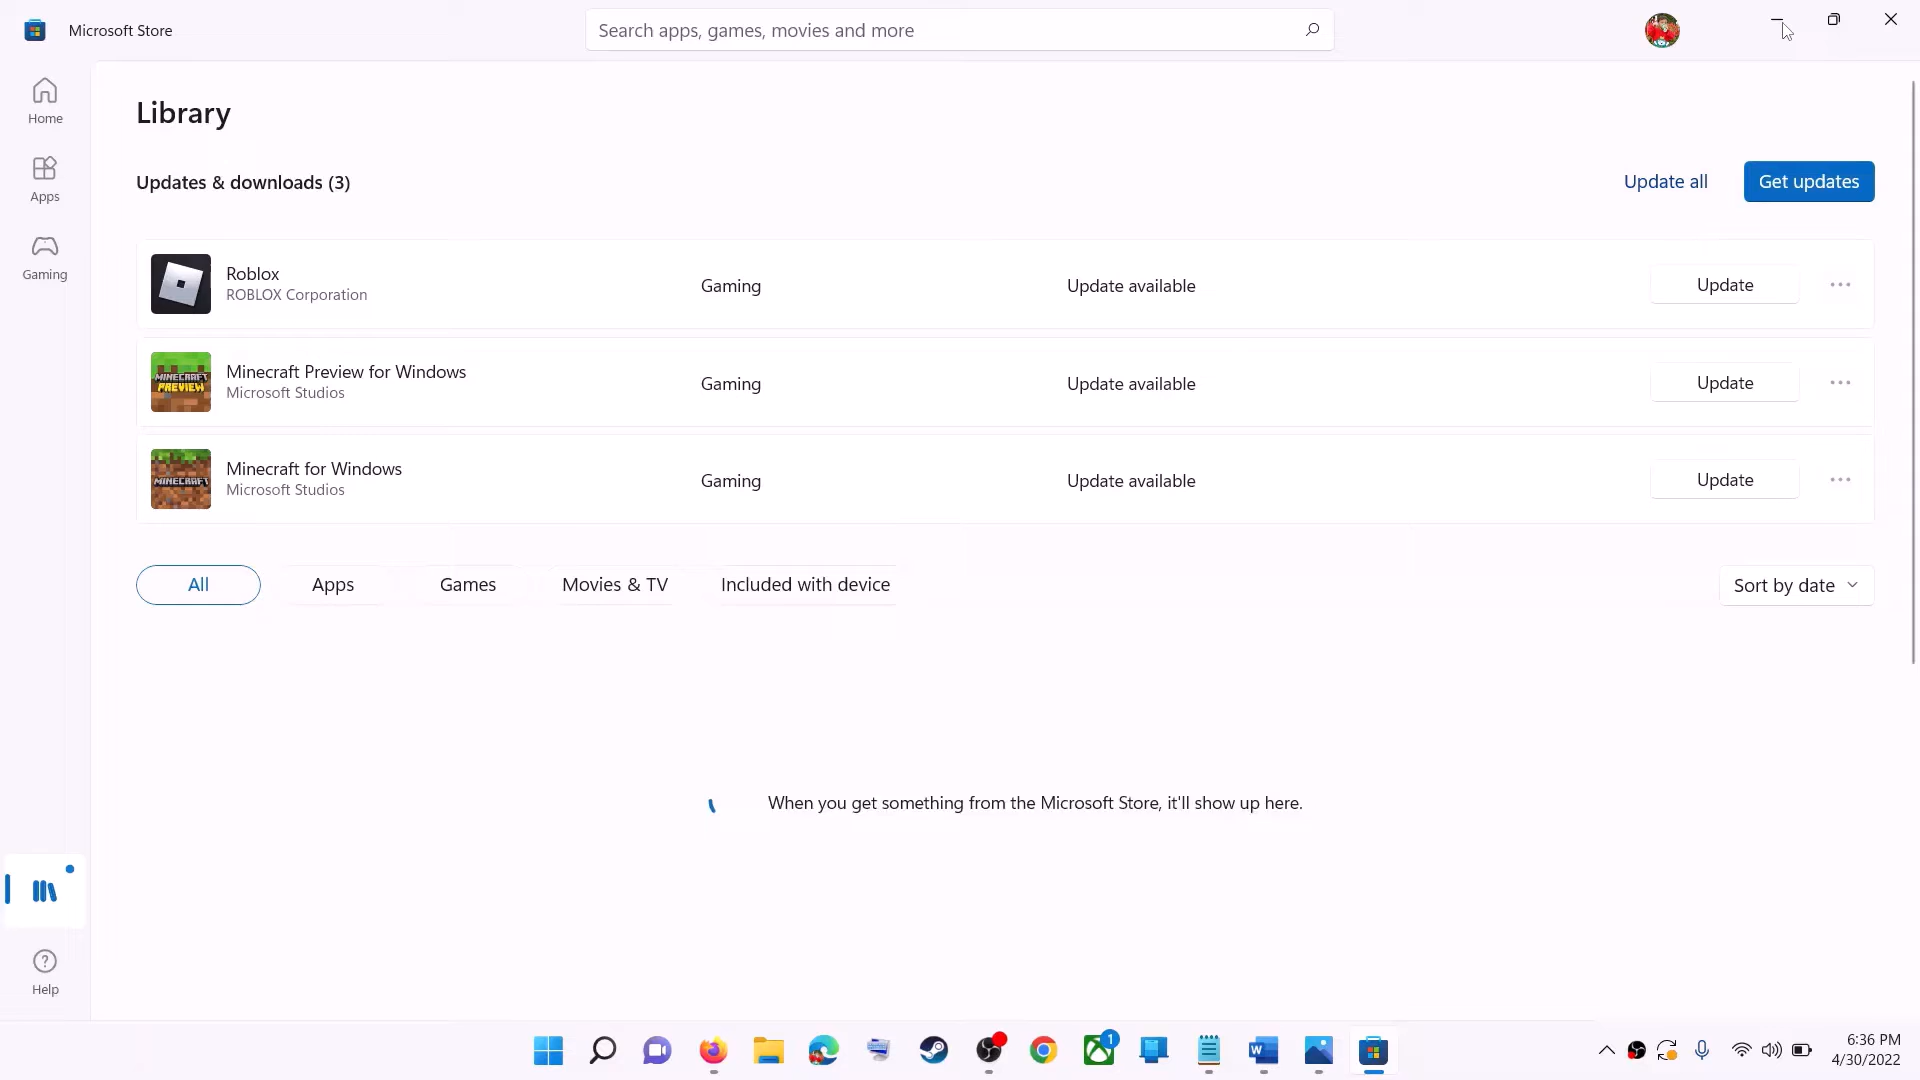 Microsoft Store
Search apps, games, movies and more
Home
Apps
Gaming
Help
Library
Updates & downloads (3)
Update all
Get updates
Roblox
ROBLOX Corporation
Gaming
Update available
Update
MINECRAFT
PREVIEW
Minecraft Preview for Windows
Microsoft Studios
Gaming
Update available
Update
MINECRAFT
Minecraft for Windows
Microsoft Studios
Gaming
Update available
Update
All
Apps
Games
Movies & TV
Included with device
Sort by date
When you get something from the Microsoft Store, it'll show up here.
1
W
6:36 PM
4/30/2022